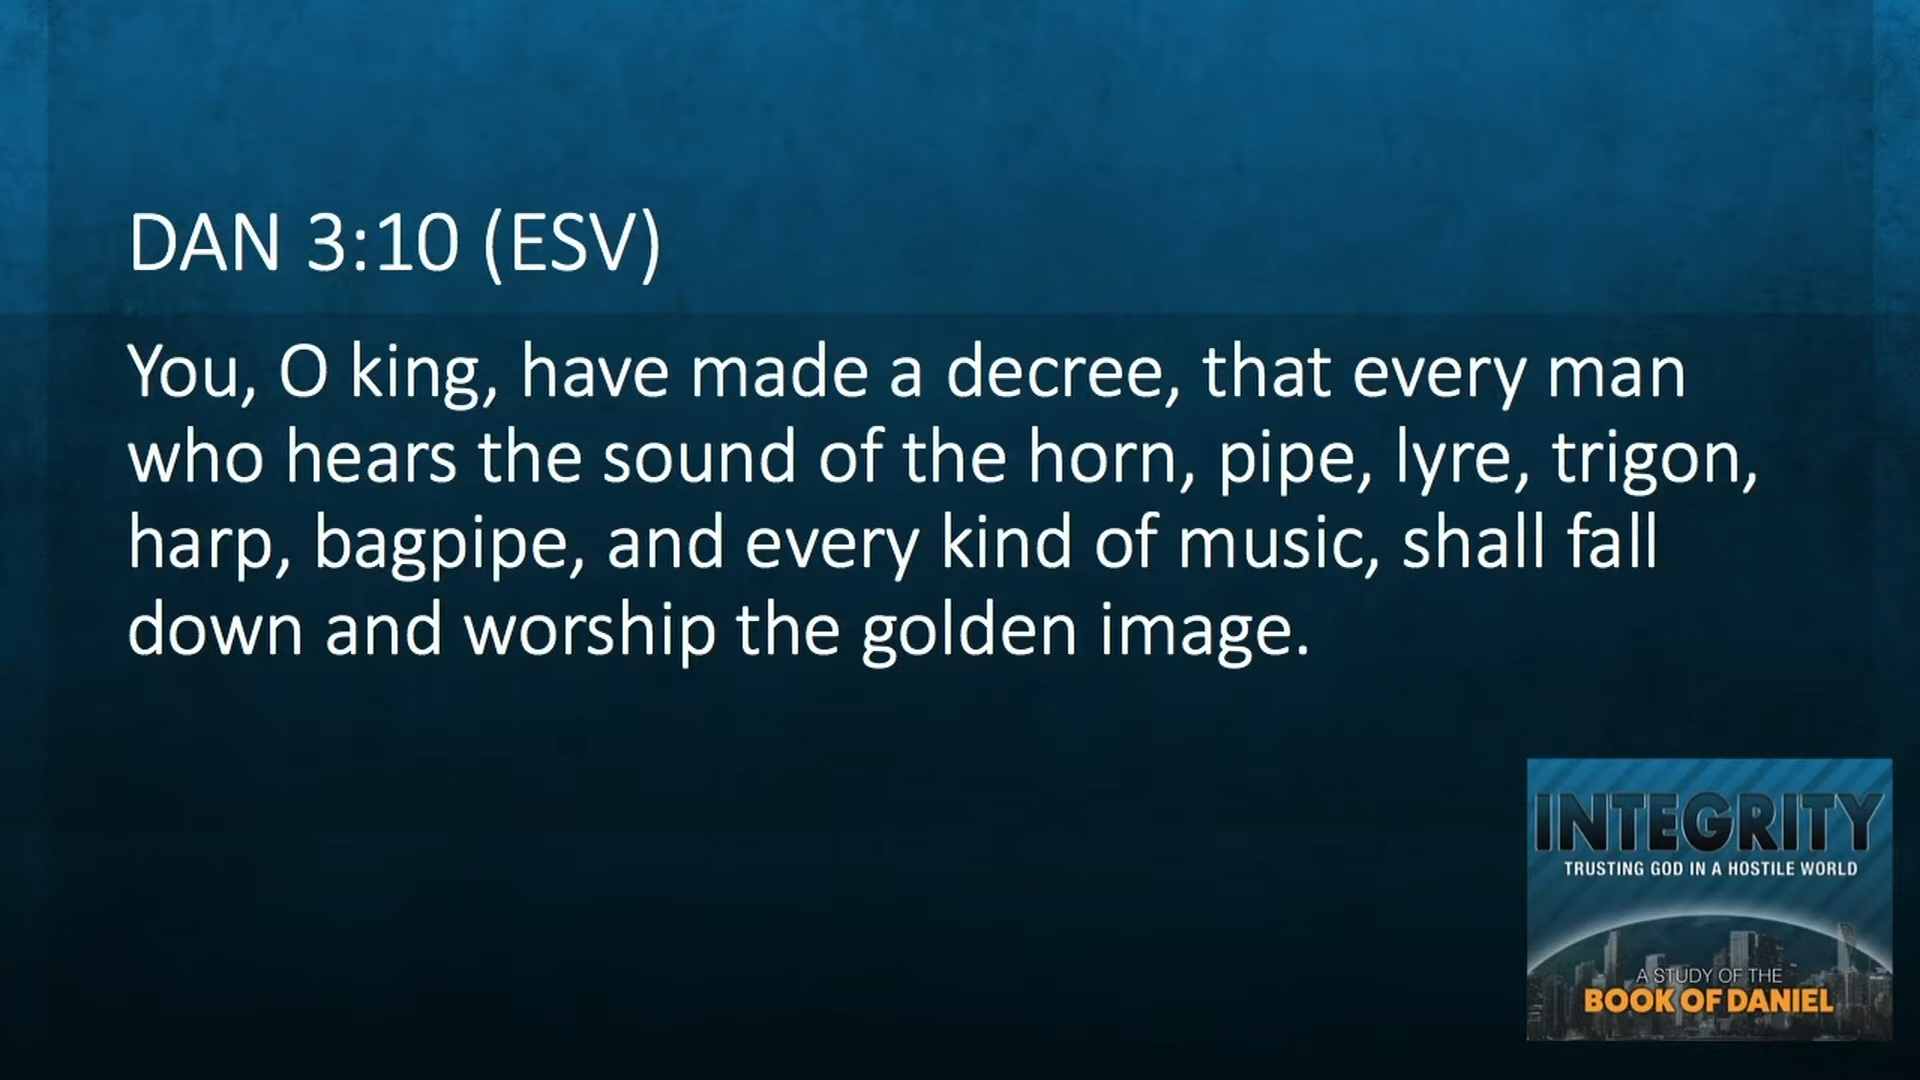 DAN 3:10 (ESV)
You, O king, have made a decree, that every man
who hears the sound of the horn, pipe, lyre, trigon,
harp, bagpipe, and every kind of music, shall fall
down and worship the golden image.
INTEGRITY
TRUSTING GOD IN A HOSTILE WORLD
A STUDY OF THE
BOOK OF DANIEL